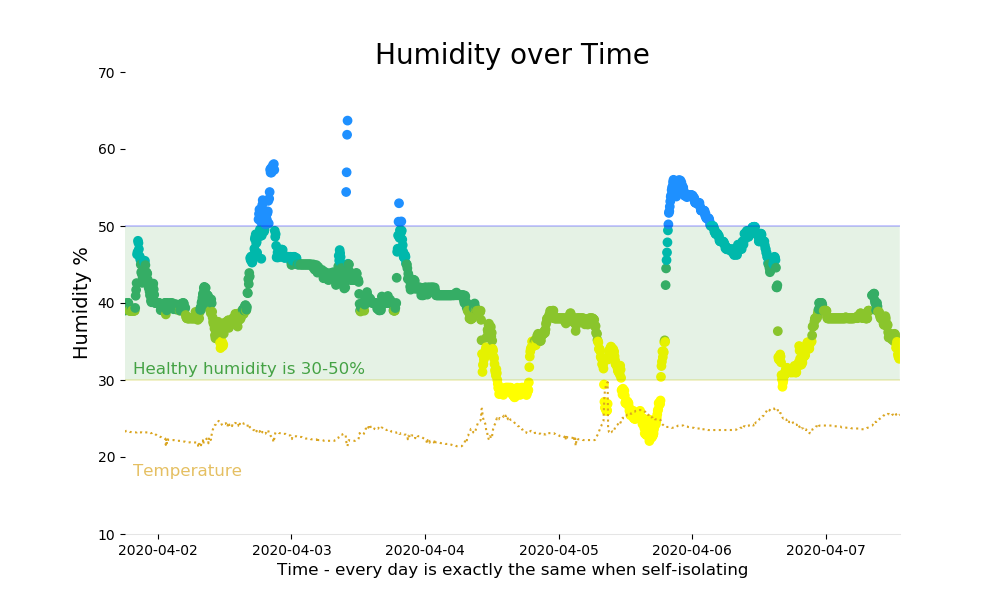 Humidity over Time
Humidity %
70
60
50
40
30
20
10
Healthy humidity is 30-50%
Temperature
2020-04-02 2020-04-03 2020-04-04 2020-04-05 2020-04-06 2020-04-07
Time - every day is exactly the same when self-isolating